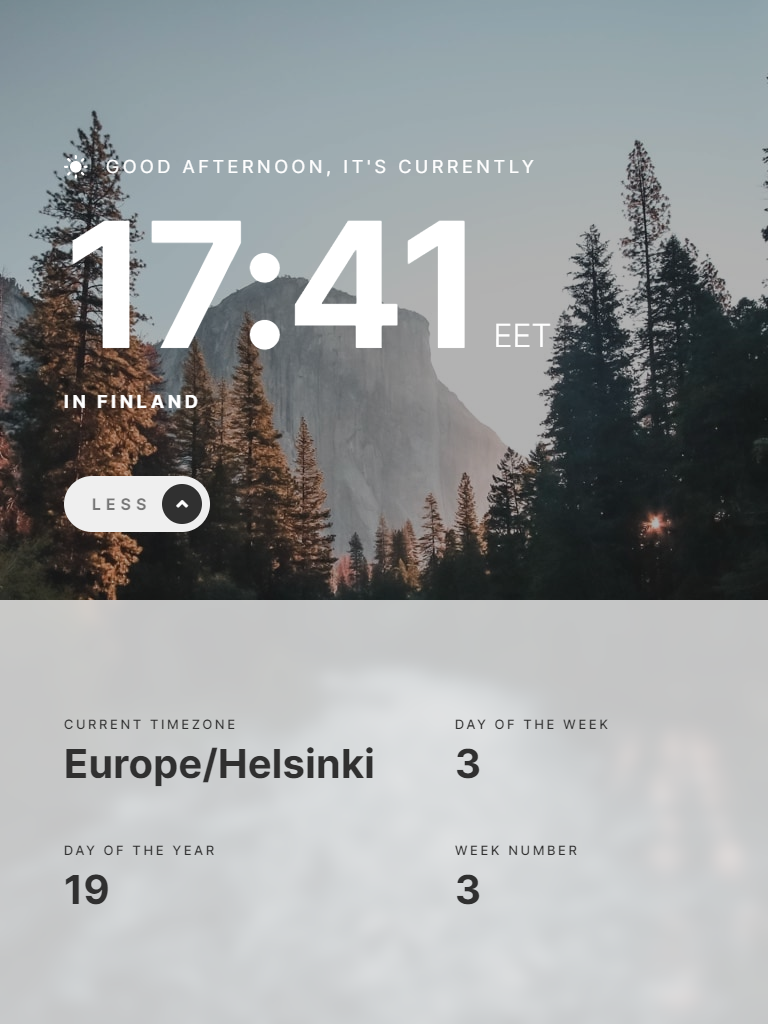 GOOD AFTERNOON, IT'S CURRENTLY
17:41 EET
IN FINLAND
LESS
CURRENT TIMEZONE
Europe/Helsinki
DAY OF THE WEEK
3
DAY OF THE YEAR
19
WEEK NUMBER
3